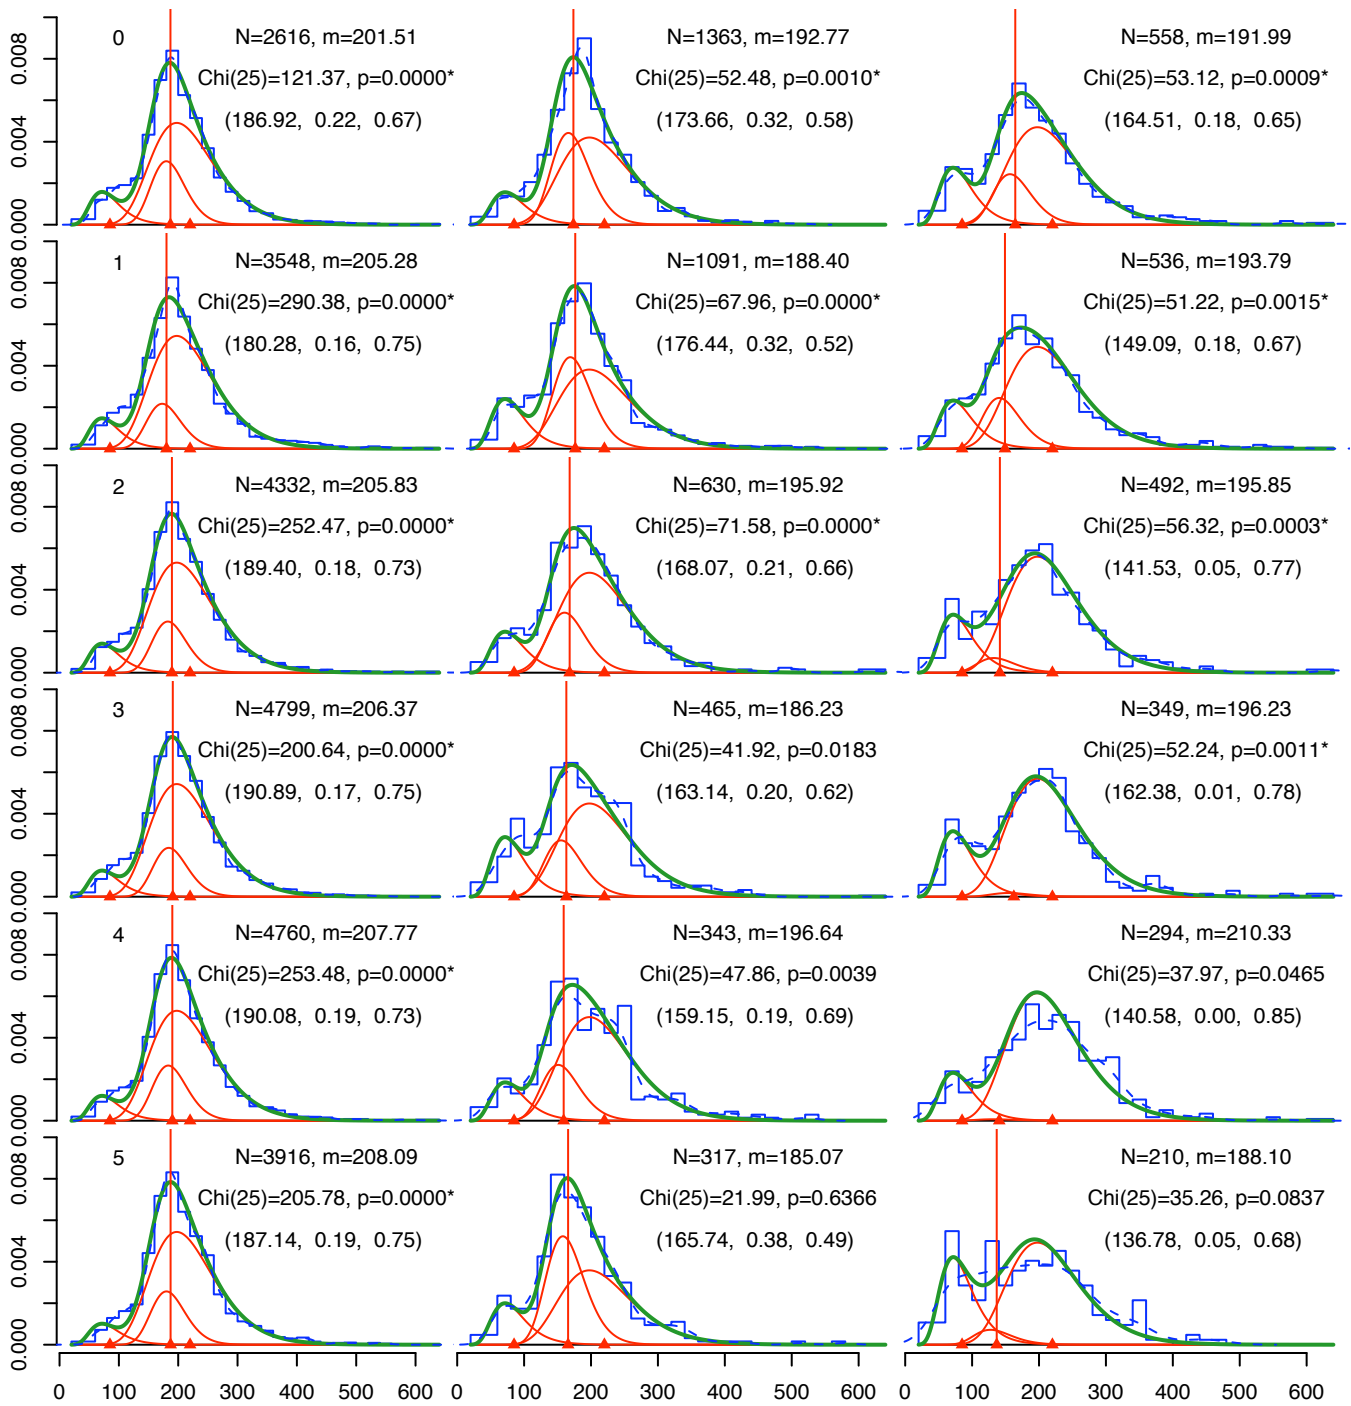 0.008
0.004
0.000
0
N=2616, m=201.51
Chi(25)=121.37, p=0.0000*
(186.92, 0.22, 0.67)
N=1363, m=192.77
Chi(25)=52.48, p=0.0010*
(173.66, 0.32, 0.58)
N=558, m=191.99
Chi(25)=53.12, p=0.0009*
(164.51, 0.18, 0.65)
0.008
0.004
0.000
1
N=3548, m=205.28
Chi(25)=290.38, p=0.0000*
(180.28, 0.16, 0.75)
N=1091, m=188.40
Chi(25)=67.96, p=0.0000*
(176.44, 0.32, 0.52)
N=536, m=193.79
Chi(25)=51.22, p=0.0015*
(149.09, 0.18, 0.67)
0.008
0.004
0.000
2
N=4332, m=205.83
Chi(25)=252.47, p=0.0000*
(189.40, 0.18, 0.73)
N=630, m=195.92
Chi(25)=71.58, p=0.0000*
(168.07, 0.21, 0.66)
N=492, m=195.85
Chi(25)=56.32, p=0.0003*
(141.53, 0.05, 0.77)
0.008
0.004
0.000
3
N=4799, m=206.37
Chi(25)=200.64, p=0.0000*
(190.89, 0.17, 0.75)
N=465, m=186.23
Chi(25)=41.92, p=0.0183
(163.14, 0.20, 0.62)
N=349, m=196.23
Chi(25)=52.24, p=0.0011*
(162.38, 0.01, 0.78)
0.008
0.004
0.000
4
N=4760, m=207.77
Chi(25)=253.48, p=0.0000*
(190.08, 0.19, 0.73)
N=343, m=196.64
Chi(25)=47.86, p=0.0039
(159.15, 0.19, 0.69)
N=294, m=210.33
Chi(25)=37.97, p=0.0465
(140.58, 0.00, 0.85)
0.008
0.004
0.000
5
N=3916, m=208.09
Chi(25)=205.78, p=0.0000*
(187.14, 0.19, 0.75)
N=317, m=185.07
Chi(25)=21.99, p=0.6366
(165.74, 0.38, 0.49)
N=210, m=188.10
Chi(25)=35.26, p=0.0837
(136.78, 0.05, 0.68)
0 100 200 300 400 500 600
0 100 200 300 400 500 600
0 100 200 300 400 500 600